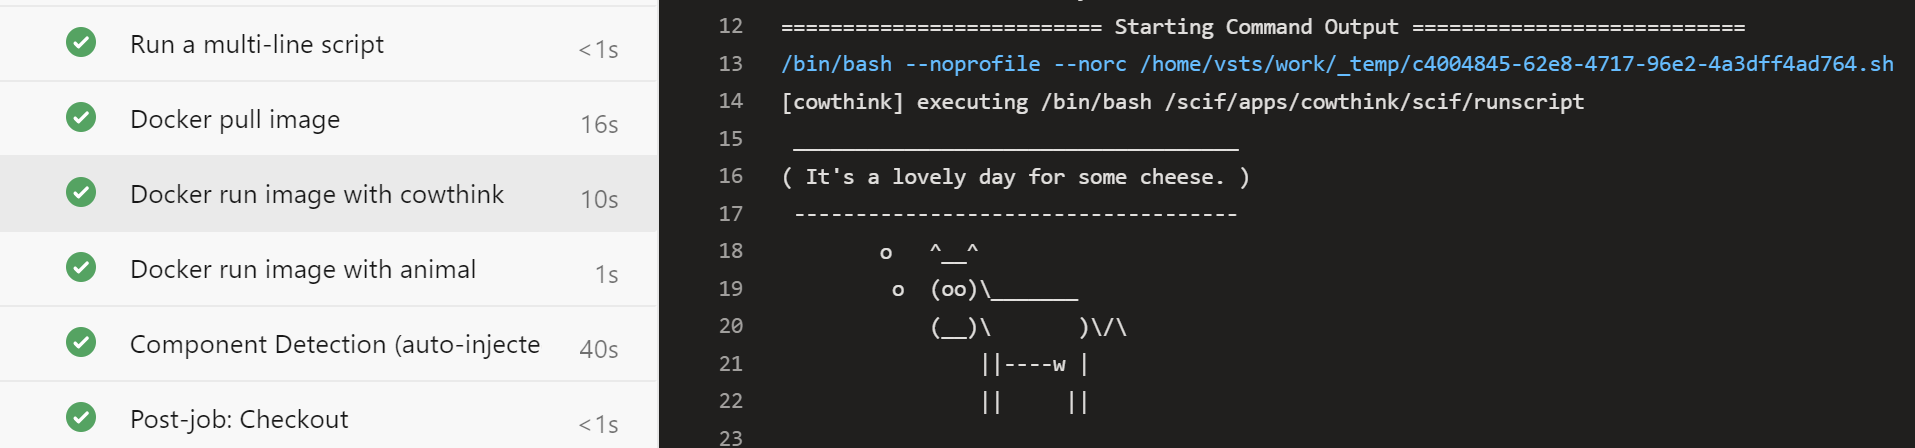 Run a multi-line script <1s
Docker pull image 16s
Docker run image with cowthink 10s
Docker run image with animal 1s
Component Detection (auto-injecte 40s
Post-job: Checkout <1s
12 ========================== Starting Command Output ===========================
13 /bin/bash --noprofile --norc /home/vsts/work/_temp/c4004845-62e8-4717-96e2-4a3dff4ad764.sh
14 [cowthink] executing /bin/bash /scif/apps/cowthink/scif/runscript
15  ____________________________________
16 ( It's a lovely day for some cheese. )
17  ------------------------------------
18         o   ^__^
19          o  (oo)\_______
20             (__)\       )\/\
21                 ||----w |
22                 ||     ||
23